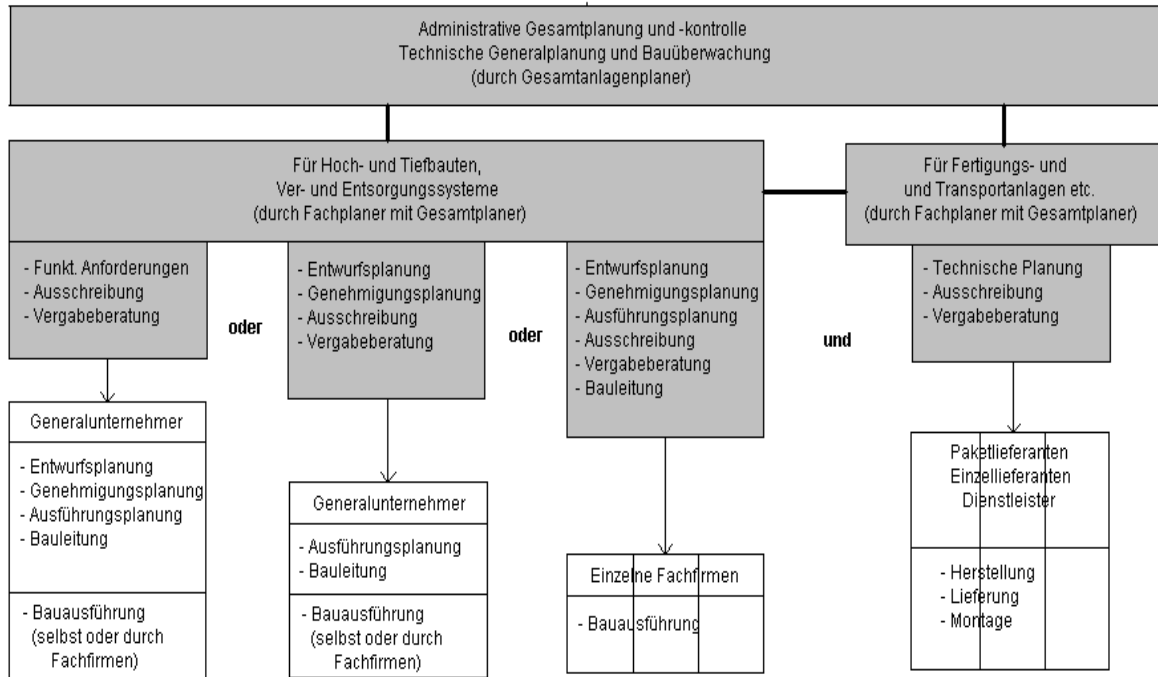 Administrative Gesamtplanung und -kontrolle
Technische Generalplanung und Bauüberwachung
(durch Gesamtanlagenplaner)
Für Hoch- und Tiefbauten,
Ver- und Entsorgungssysteme
(durch Fachplaner mit Gesamtplaner)
Für Fertigungs- und
und Transportanlagen etc.
(durch Fachplaner mit Gesamtplaner)
- Funkt. Anforderungen
- Ausschreibung
- Vergabeberatung
oder
- Entwurfsplanung
- Genehmigungsplanung
- Ausschreibung
- Vergabeberatung
oder
- Entwurfsplanung
- Genehmigungsplanung
- Ausführungsplanung
- Ausschreibung
- Vergabeberatung
- Bauleitung
und
- Technische Planung
- Ausschreibung
- Vergabeberatung
Generalunternehmer
- Entwurfsplanung
- Genehmigungsplanung
- Ausführungsplanung
- Bauleitung
- Bauausführung
(selbst oder durch
Fachfirmen)
Generalunternehmer
- Ausführungsplanung
- Bauleitung
- Bauausführung
(selbst oder durch
Fachfirmen)
Einzelne Fachfirmen
- Bauausführung
Paketlieferanten
Einzellieferanten
Dienstleister
- Herstellung
- Lieferung
- Montage